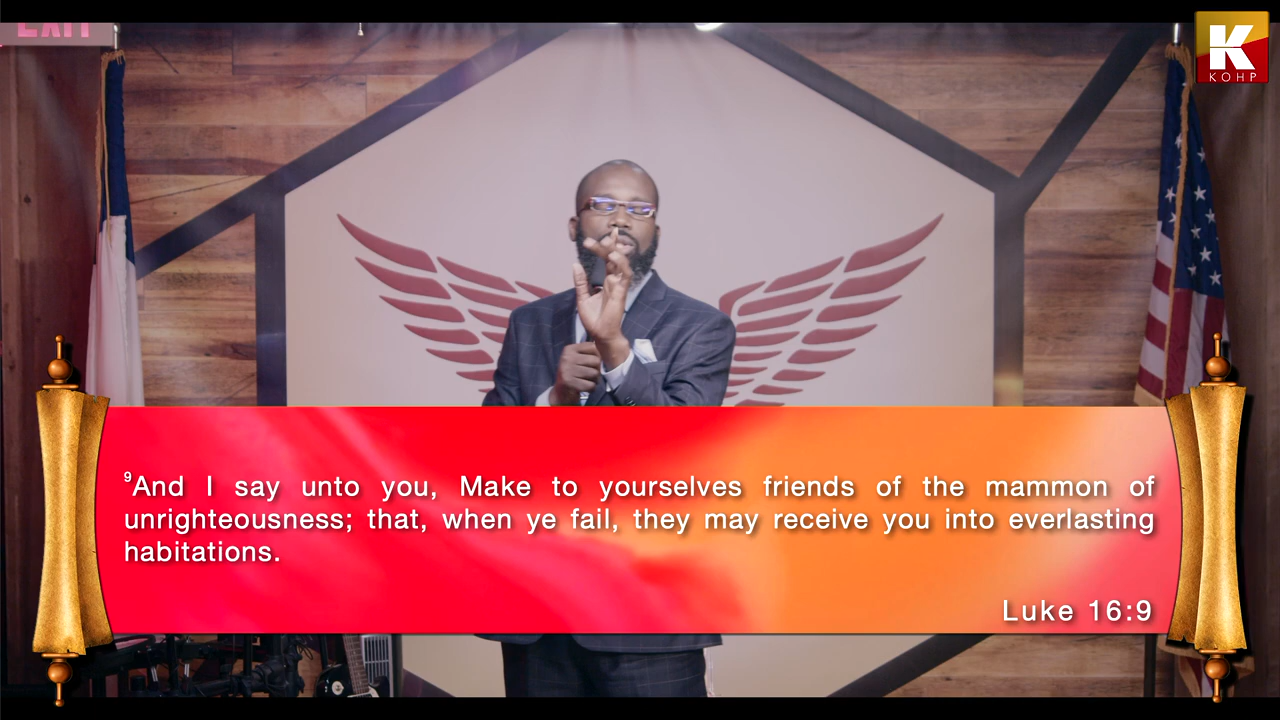 EXIT
K
KOHP
⁹And I say unto you, Make to yourselves friends of the mammon of
unrighteousness; that, when ye fail, they may receive you into everlasting
habitations.
Luke 16:9